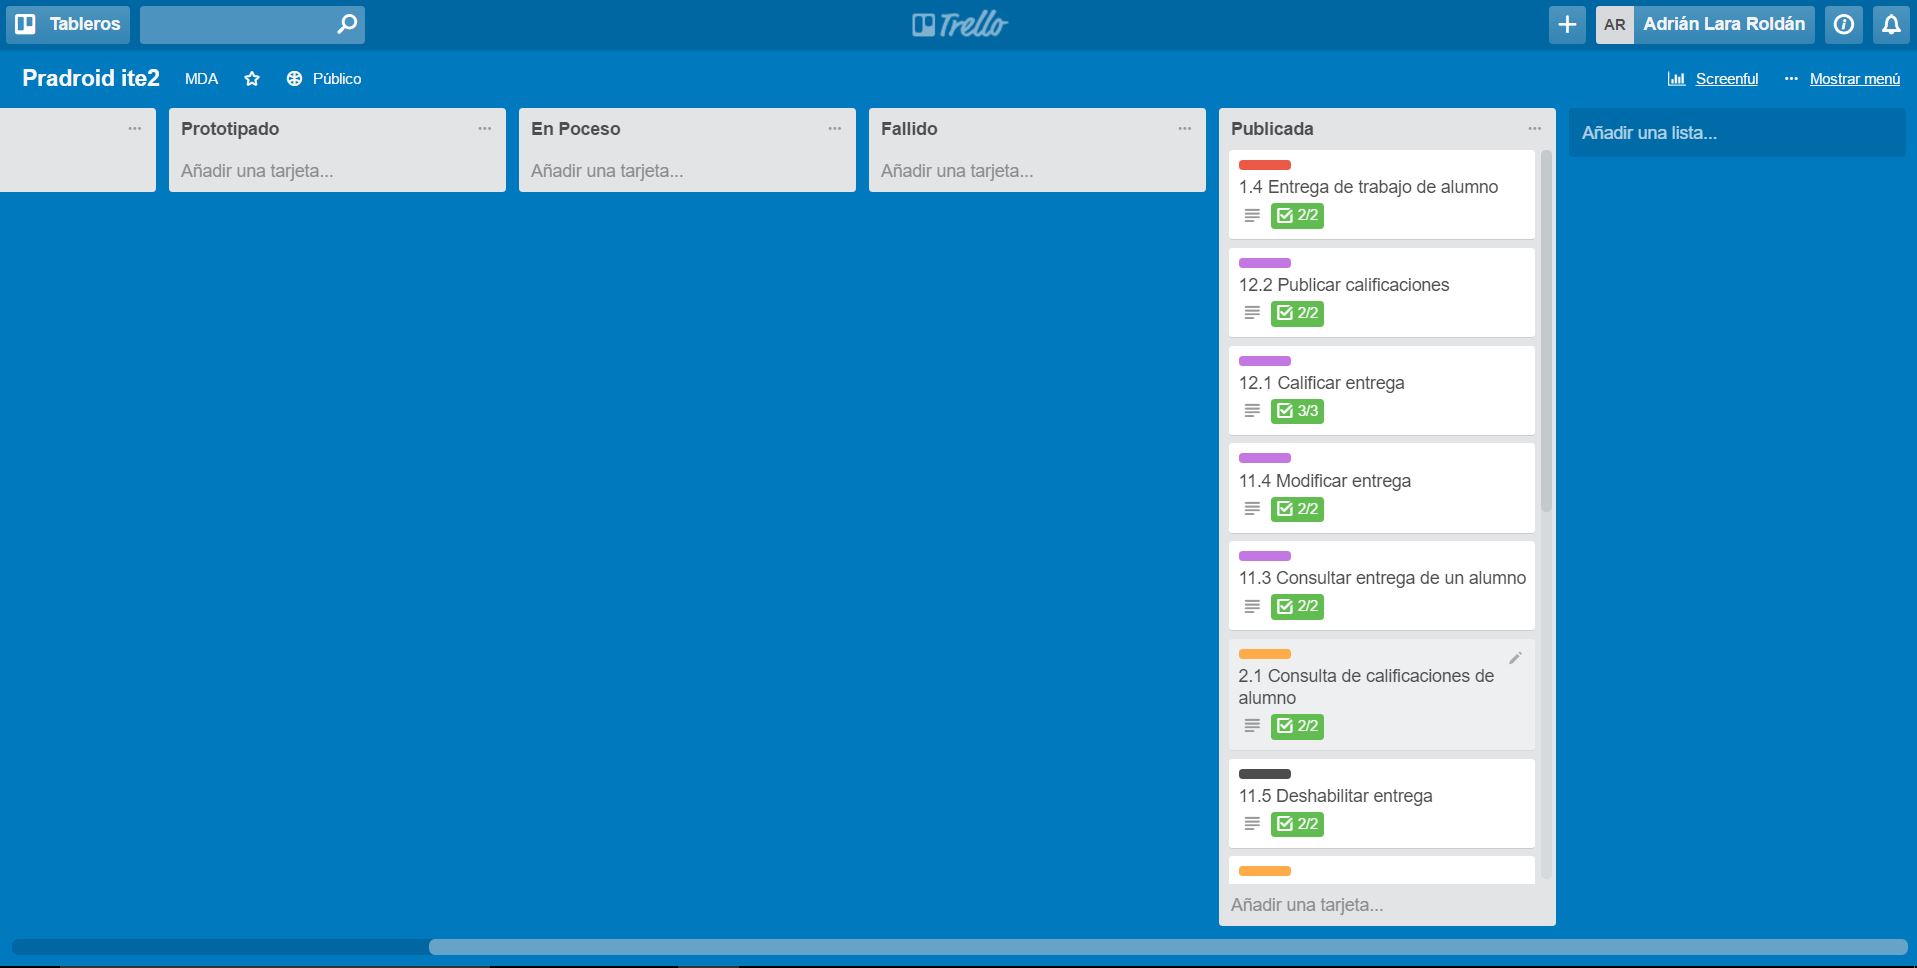 Tableros
Trello
AR Adrián Lara Roldán
Pradroid ite2 MDA Público
Screenful ... Mostrar menú
Prototipado
Añadir una tarjeta...
En Poceso
Añadir una tarjeta...
Fallido
Añadir una tarjeta...
Publicada
1.4 Entrega de trabajo de alumno
2/2
12.2 Publicar calificaciones
2/2
12.1 Calificar entrega
3/3
11.4 Modificar entrega
2/2
11.3 Consultar entrega de un alumno
2/2
2.1 Consulta de calificaciones de
alumno
2/2
11.5 Deshabilitar entrega
2/2
Añadir una tarjeta...
Añadir una lista...